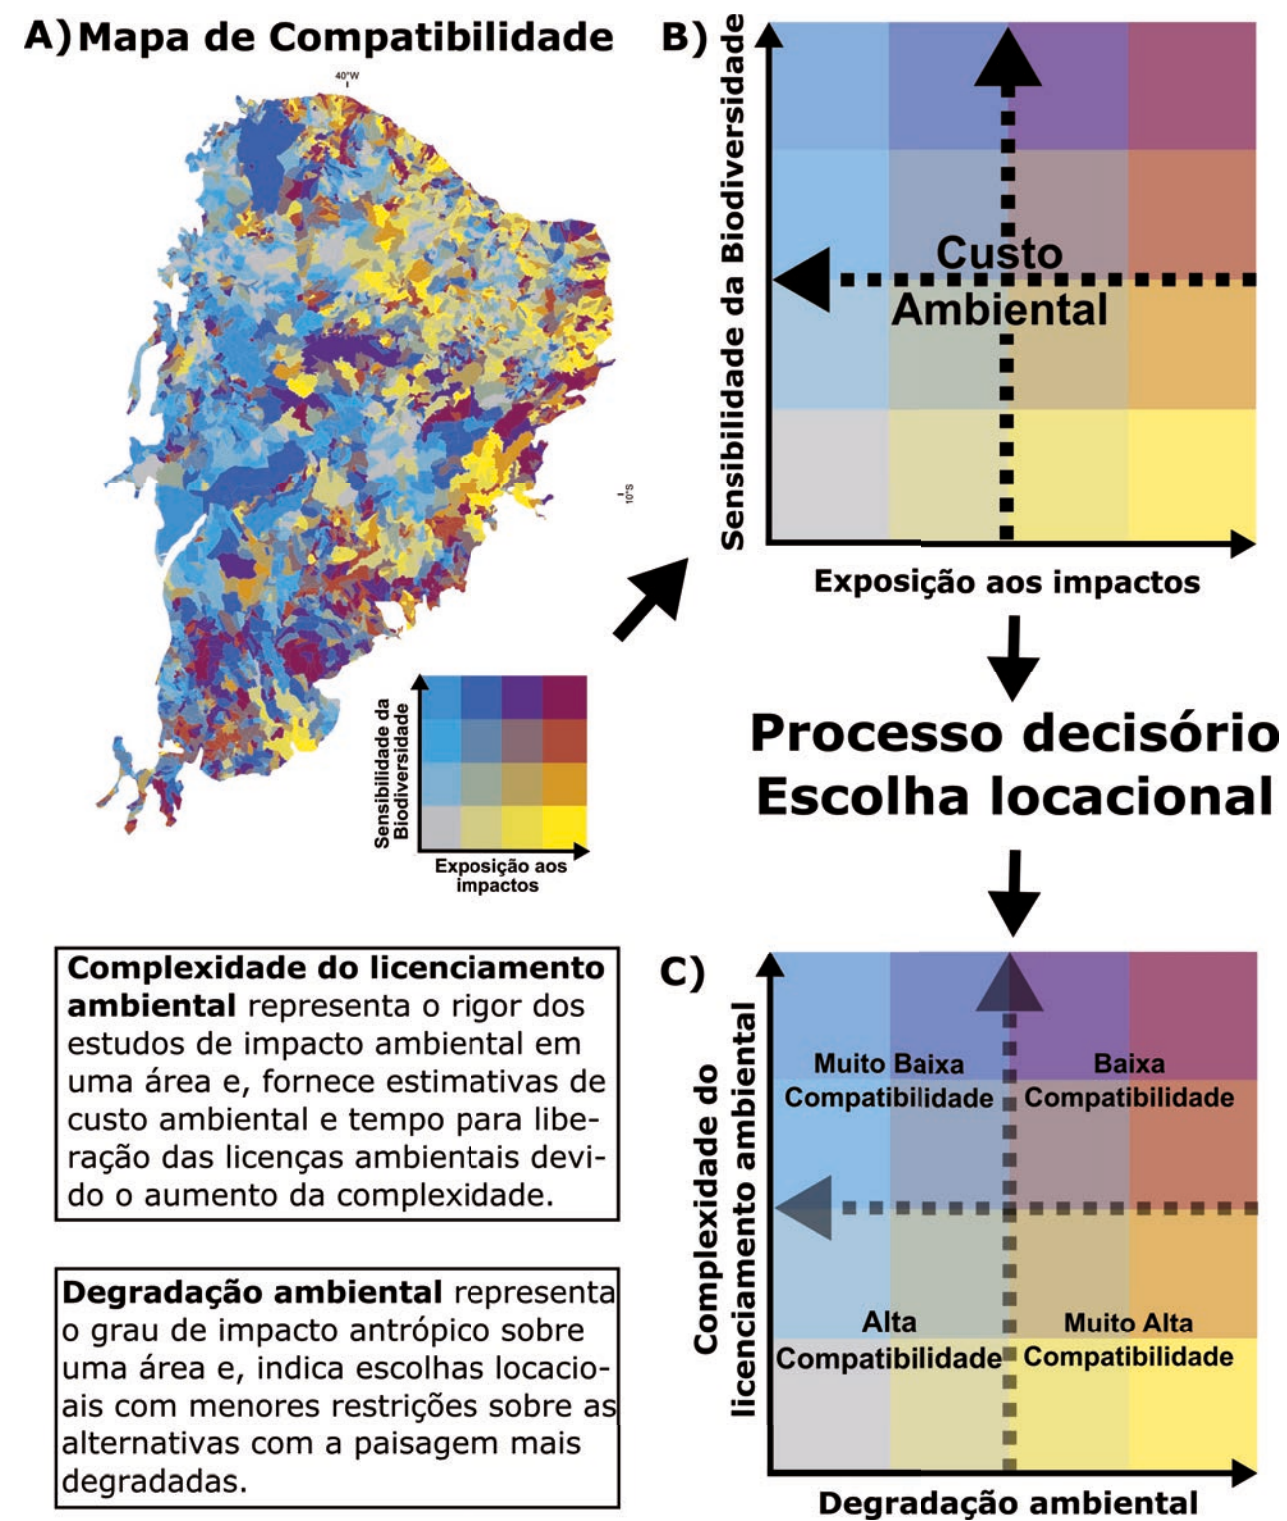 A) Mapa de Compatibilidade
40°W
10°S
Sensibilidade da
Biodiversidade
Exposição aos
impactos
B)
Sensibilidade da Biodiversidade
Custo
Ambiental
Exposição aos impactos
Processo decisório
Escolha locacional
Complexidade do licenciamento
ambiental representa o rigor dos
estudos de impacto ambiental em
uma área e, fornece estimativas de
custo ambiental e tempo para libe-
ração das licenças ambientais devi-
do o aumento da complexidade.
Degradação ambiental representa
o grau de impacto antrópico sobre
uma área e, indica escolhas locacio-
ais com menores restrições sobre as
alternativas com a paisagem mais
degradadas.
C)
Complexidade do
licenciamento ambiental
Muito Baixa
Compatibilidade
Baixa
Compatibilidade
Alta
Compatibilidade
Muito Alta
Compatibilidade
Degradação ambiental